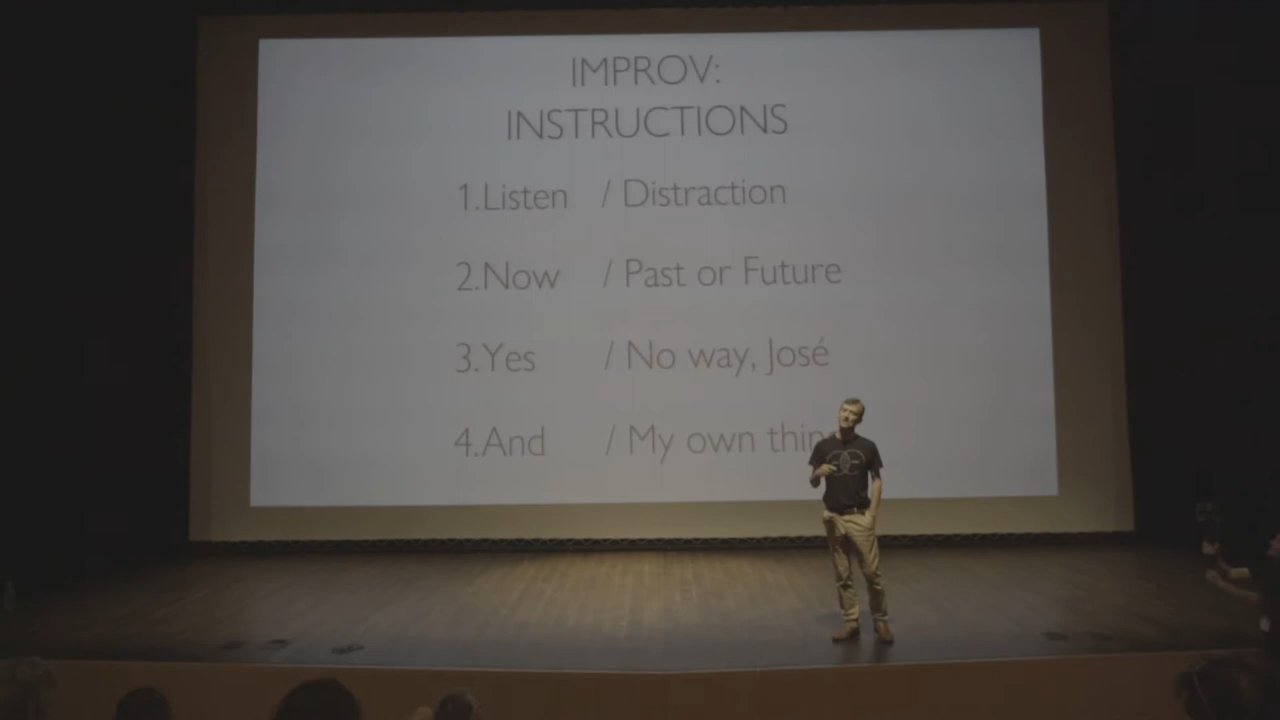 IMPROV:
INSTRUCTIONS
1.Listen / Distraction
2.Now / Past or Future
3.Yes / No way, José
4.And / My own thing